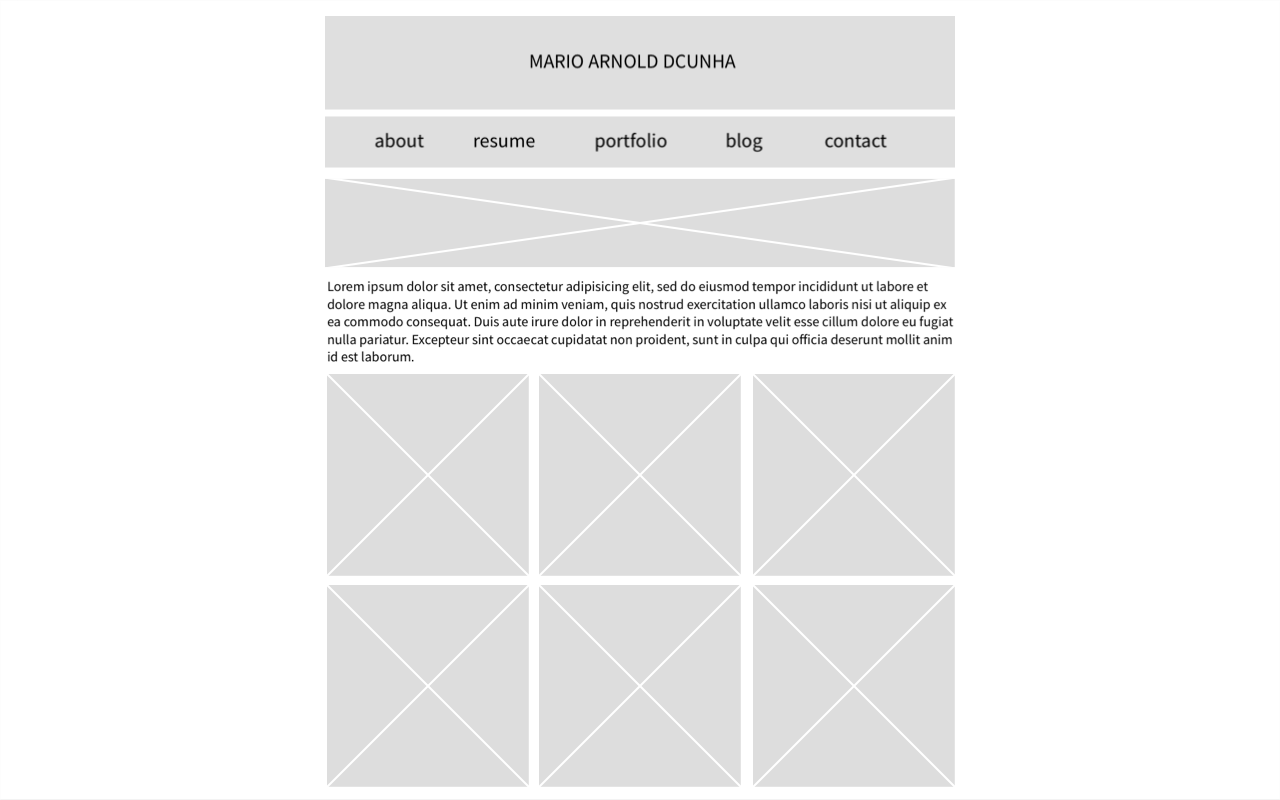 MARIO ARNOLD DCUNHA
about resume portfolio blog contact
Lorem ipsum dolor sit amet, consectetur adipisicing elit, sed do eiusmod tempor incididunt ut labore et
dolore magna aliqua. Ut enim ad minim veniam, quis nostrud exercitation ullamco laboris nisi ut aliquip ex
ea commodo consequat. Duis aute irure dolor in reprehenderit in voluptate velit esse cillum dolore eu fugiat
nulla pariatur. Excepteur sint occaecat cupidatat non proident, sunt in culpa qui officia deserunt mollit anim
id est laborum.